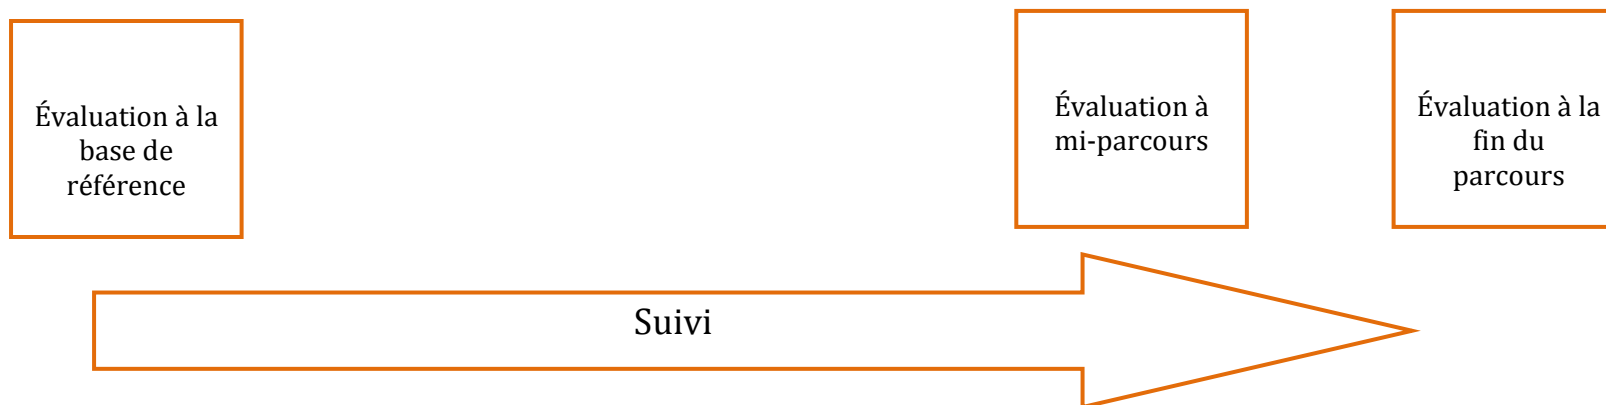 Évaluation à la
base de
référence
Évaluation à
mi-parcours
Évaluation à la
fin du
parcours
Suivi